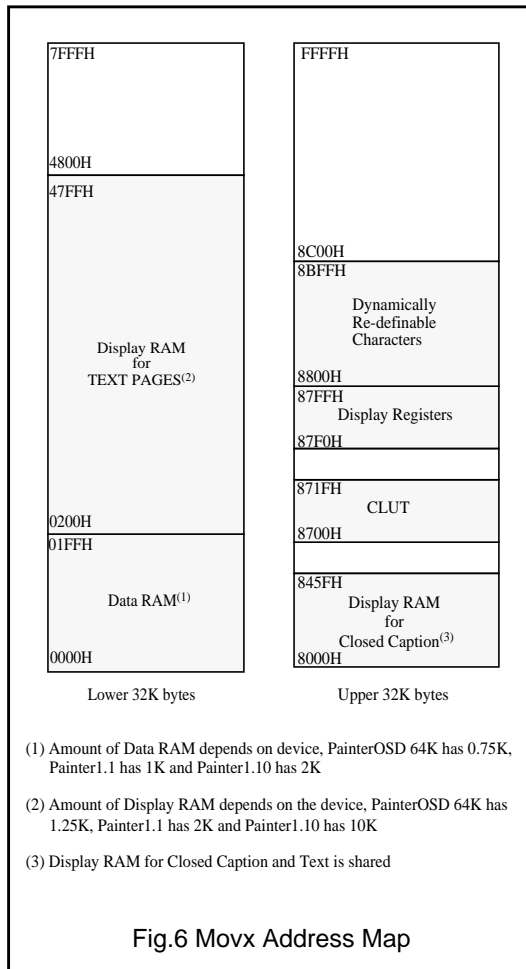 7FFFH
4800H
47FFH
Display RAM
for
TEXT PAGES(2)
0200H
01FFH
Data RAM(1)
0000H
Lower 32K bytes
FFFFH
8C00H
8BFFH
Dynamically
Re-definable
Characters
8800H
87FFH
Display Registers
87F0H
871FH
CLUT
8700H
845FH
Display RAM
for
Closed Caption(3)
8000H
Upper 32K bytes
(1) Amount of Data RAM depends on device, PainterOSD 64K has 0.75K,
Painter1.1 has 1K and Painter1.10 has 2K
(2) Amount of Display RAM depends on the device, PainterOSD 64K has
1.25K, Painter1.1 has 2K and Painter1.10 has 10K
(3) Display RAM for Closed Caption and Text is shared
Fig.6 Movx Address Map